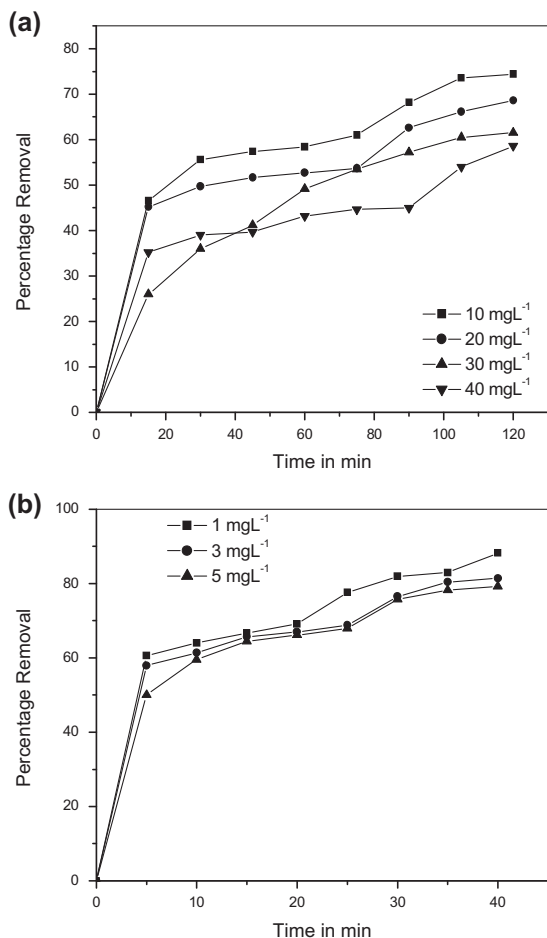 (a)
80
70
60
50
40
30
20
10
0
Percentage Removal
10 mgL⁻¹
20 mgL⁻¹
30 mgL⁻¹
40 mgL⁻¹
0 20 40 60 80 100 120
Time in min
(b)
100
80
60
40
20
0
Percentage Removal
1 mgL⁻¹
3 mgL⁻¹
5 mgL⁻¹
0 10 20 30 40
Time in min